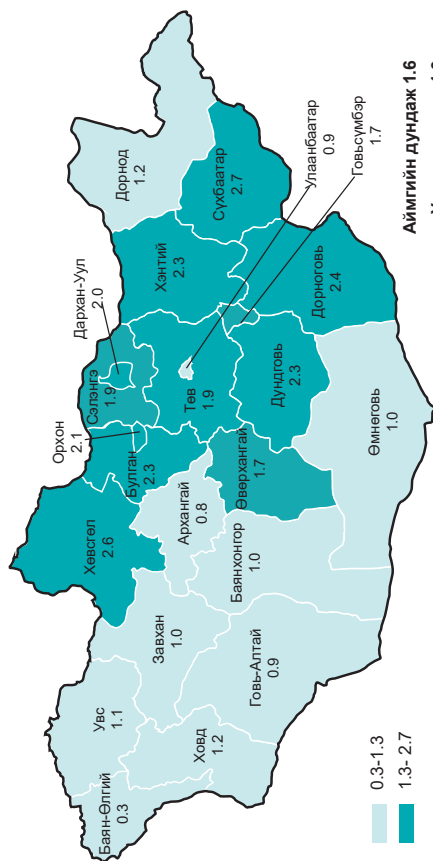 Баян-Өлгий
0.3
Увс
1.1
Ховд
1.2
Завхан
1.0
Говь-Алтай
0.9
Хөвсгөл
2.6
Архангай
0.8
Баянхонгор
1.0
Орхон
2.1
Булган
2.3
Өвөрхангай
1.7
Сэлэнгэ
1.9
Дархан-Уул
2.0
Төв
1.9
Дундговь
2.3
Өмнөговь
1.0
Хэнтий
2.3
Дорноговь
2.4
Дорнод
1.2
Сүхбаатар
2.7
Улаанбаатар
0.9
Говьсүмбэр
1.7
0.3-1.3
1.3- 2.7
Аймгийн дундаж 1.6